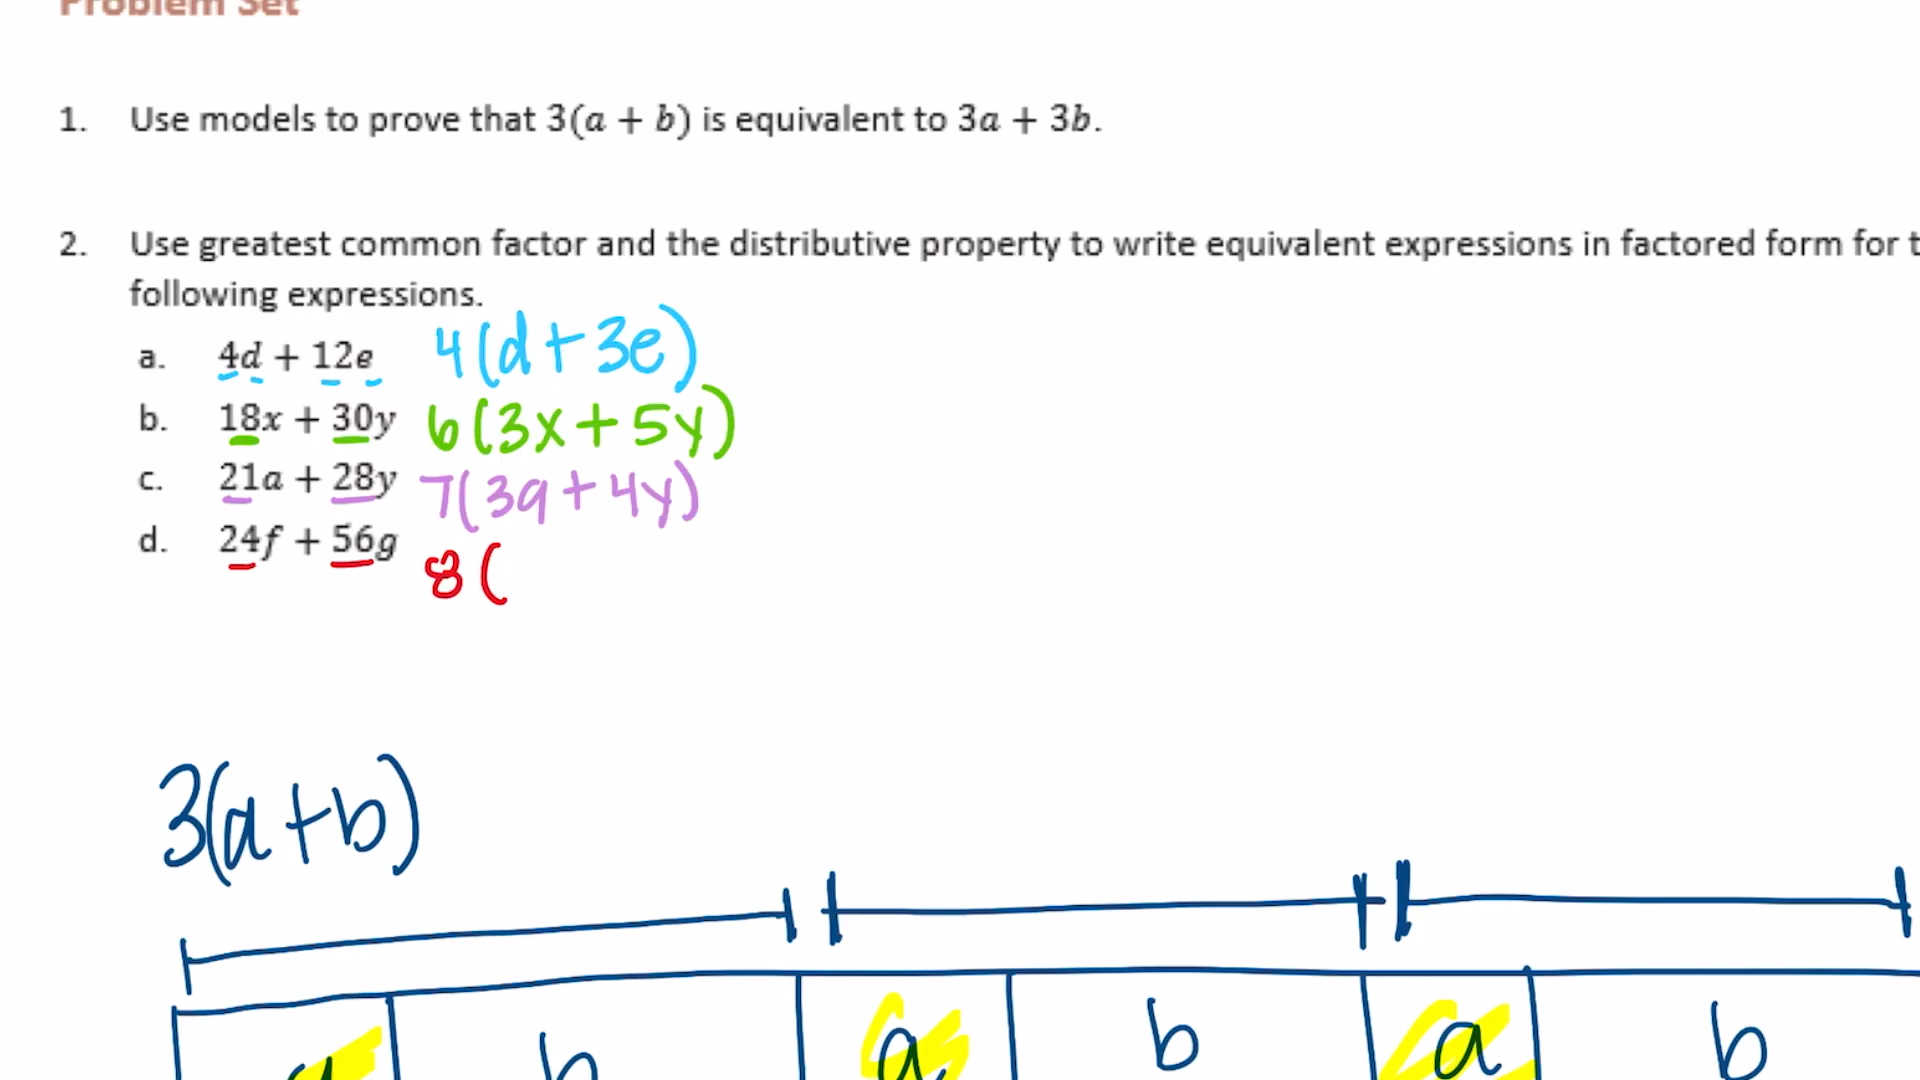 Problem Set
1. Use models to prove that 3(a + b) is equivalent to 3a + 3b.
2. Use greatest common factor and the distributive property to write equivalent expressions in factored form for t
following expressions.
a. 4d + 12e 4(d+3e)
b. 18x + 30y 6(3x+5y)
c. 21a + 28y 7(3a+4y)
d. 24f + 56g 8(
3(a+b)
a b a b a b